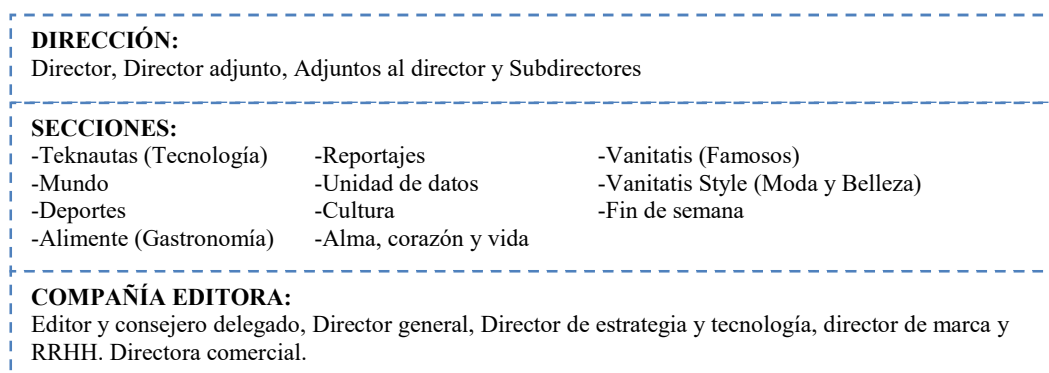 DIRECCIÓN:
Director, Director adjunto, Adjuntos al director y Subdirectores
SECCIONES:
-Teknautas (Tecnología) -Reportajes -Vanitatis (Famosos)
-Mundo -Unidad de datos -Vanitatis Style (Moda y Belleza)
-Deportes -Cultura -Fin de semana
-Alimente (Gastronomía) -Alma, corazón y vida
COMPAÑÍA EDITORA:
Editor y consejero delegado, Director general, Director de estrategia y tecnología, director de marca y
RRHH. Directora comercial.